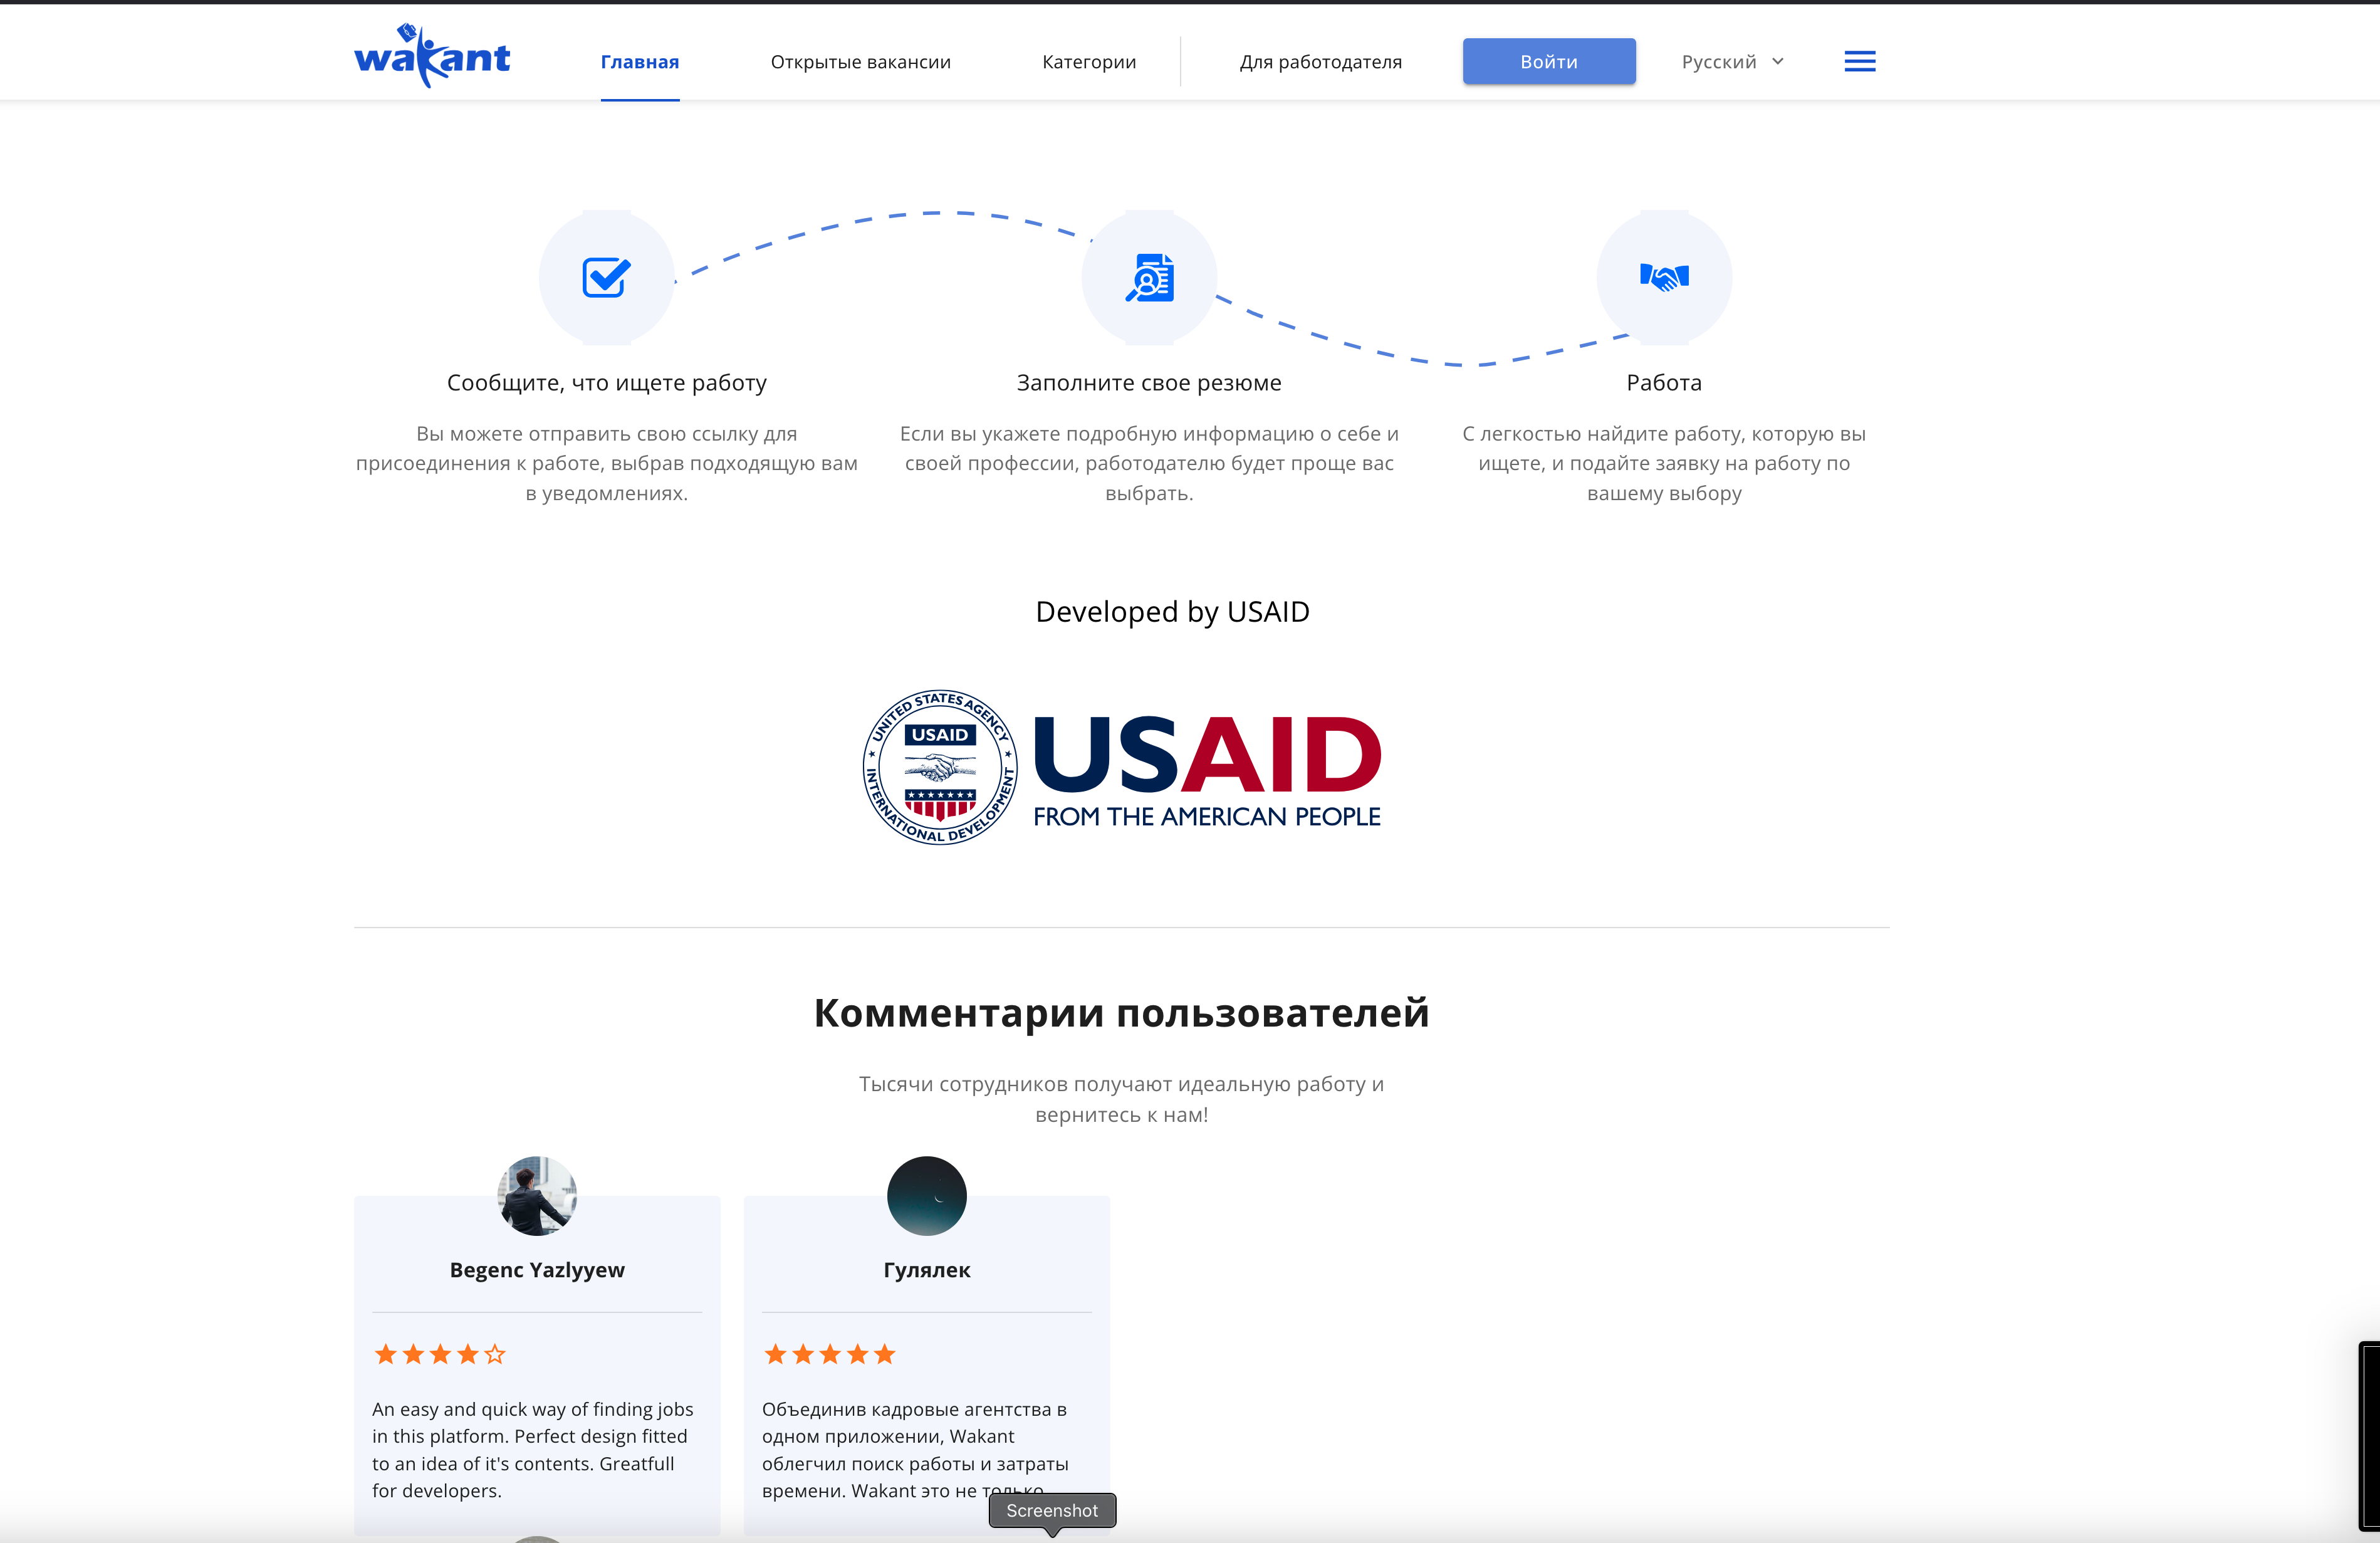 wakant
Главная
Открытые вакансии
Категории
Для работодателя
Войти
Русский
Сообщите, что ищете работу
Вы можете отправить свою ссылку для
присоединения к работе, выбрав подходящую вам
в уведомлениях.
Заполните свое резюме
Если вы укажете подробную информацию о себе и
своей профессии, работодателю будет проще вас
выбрать.
Работа
С легкостью найдите работу, которую вы
ищете, и подайте заявку на работу по
вашему выбору
Developed by USAID
UNITED STATES AGENCY
USAID
INTERNATIONAL DEVELOPMENT
USAID
FROM THE AMERICAN PEOPLE
Комментарии пользователей
Тысячи сотрудников получают идеальную работу и
вернитесь к нам!
Begenc Yazlyyew
An easy and quick way of finding jobs
in this platform. Perfect design fitted
to an idea of it's contents. Greatfull
for developers.
Гулялек
Объединив кадровые агентства в
одном приложении, Wakant
облегчил поиск работы и затраты
времени. Wakant это не только
Screenshot